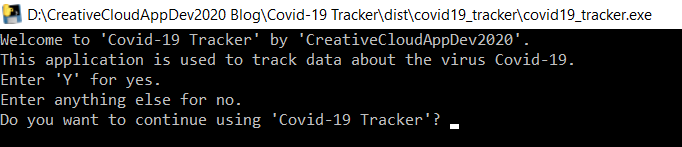 D:\CreativeCloudAppDev2020 Blog\Covid-19 Tracker\dist\covid19_tracker\covid19_tracker.exe
Welcome to 'Covid-19 Tracker' by 'CreativeCloudAppDev2020'.
This application is used to track data about the virus Covid-19.
Enter 'Y' for yes.
Enter anything else for no.
Do you want to continue using 'Covid-19 Tracker'? _